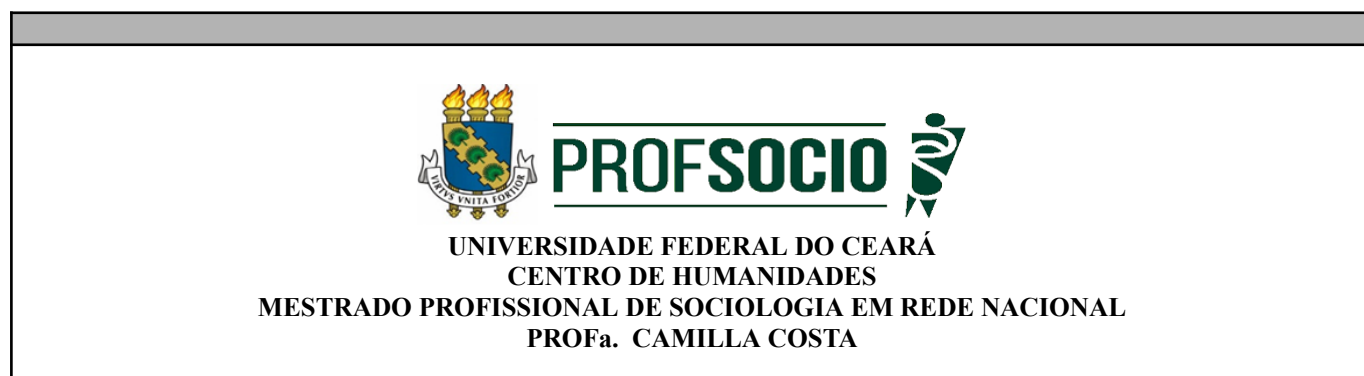 VIRTVS VNITA FORTIOR
PROFSOCIO
UNIVERSIDADE FEDERAL DO CEARÁ
CENTRO DE HUMANIDADES
MESTRADO PROFISSIONAL DE SOCIOLOGIA EM REDE NACIONAL
PROFa. CAMILLA COSTA